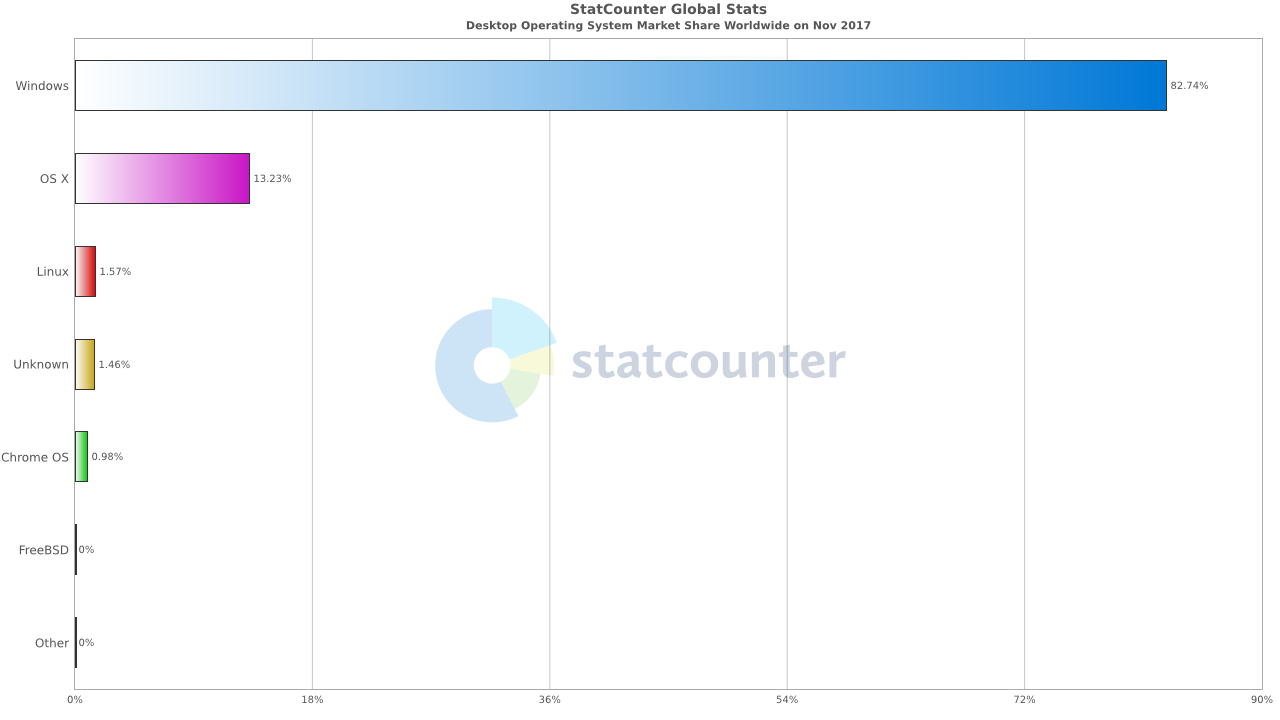 StatCounter Global Stats
Desktop Operating System Market Share Worldwide on Nov 2017
Windows 82.74%
OS X 13.23%
Linux 1.57%
statcounter
Unknown 1.46%
Chrome OS 0.98%
FreeBSD 0%
Other 0%
0% 18% 36% 54% 72% 90%